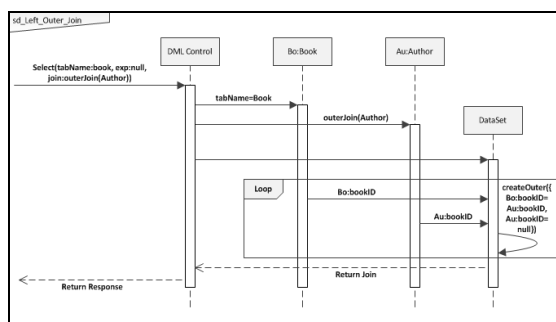 sd_Left_Outer_Join
DML Control
Bo:Book
Au:Author
Select(tabName:book, exp:null,
join:outerJoin(Author))
tabName=Book
outerJoin(Author)
DataSet
Loop
Bo:bookID
Au:bookID
createOuter({
Bo:bookID=
Au:bookID,
Au:bookID=
null})
Return Join
Return Response